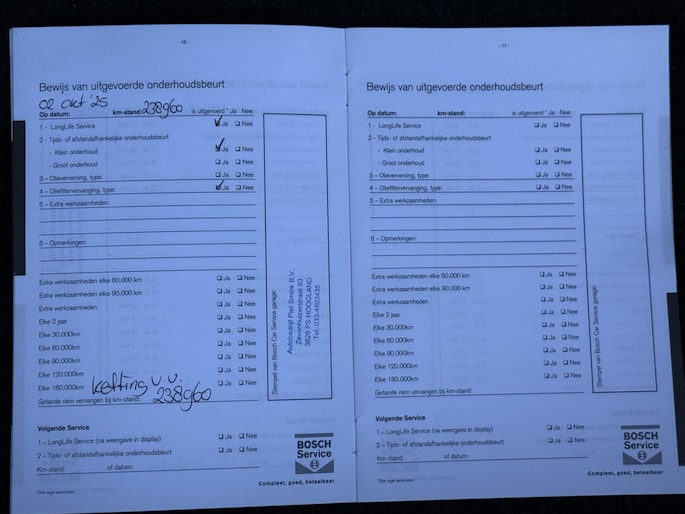 - 10 -
Bewijs van uitgevoerde onderhoudsbeurt
02 okt '25
238960
Op datum: km-stand: is uitgevoerd * Ja Nee
1 - LongLife Service Ja Nee
2 - Tijds- of afstandafhankelijke onderhoudsbeurt
- Klein onderhoud Ja Nee
- Groot onderhoud Ja Nee
3 – Olieverversing, type: Ja Nee
4 – Oliefiltervervanging, type: Ja Nee
5 – Extra werkzaamheden:
6 – Opmerkingen:
Extra werkzaamheden elke 60.000 km Ja Nee
Extra werkzaamheden elke 90.000 km Ja Nee
Extra werkzaamheden Ja Nee
Elke 2 jaar Ja Nee
Elke 30.000km Ja Nee
Elke 60.000km Ja Nee
Elke 90.000km Ja Nee
Elke 120.000km Ja Nee
Elke 180.000km Ja Nee
ketting v.v.
Getande riem vervangen bij km-stand: 238960
Stempel van Bosch Car Service garage:
Autobedrijf Piet Smink B.V.
Zevenhuizerstraat 93
3828 PS HOOGLAND
Tel. 033-4803435
Volgende Service
1 – LongLife Service (na weergave in display) Ja Nee
2 – Tijds- of afstandafhankelijke onderhoudsbeurt Ja Nee
Km-stand: of datum:
BOSCH
Service
Compleet, goed, betaalbaar
- 11 -
Bewijs van uitgevoerde onderhoudsbeurt
Op datum: km-stand: is uitgevoerd * Ja Nee
1 - LongLife Service Ja Nee
2 - Tijds- of afstandafhankelijke onderhoudsbeurt
- Klein onderhoud Ja Nee
- Groot onderhoud Ja Nee
3 – Olieverversing, type: Ja Nee
4 – Oliefiltervervanging, type: Ja Nee
5 – Extra werkzaamheden:
6 – Opmerkingen:
Extra werkzaamheden elke 60.000 km Ja Nee
Extra werkzaamheden elke 90.000 km Ja Nee
Extra werkzaamheden Ja Nee
Elke 2 jaar Ja Nee
Elke 30.000km Ja Nee
Elke 60.000km Ja Nee
Elke 90.000km Ja Nee
Elke 120.000km Ja Nee
Elke 180.000km Ja Nee
Getande riem vervangen bij km-stand:
Stempel van Bosch Car Service garage:
Volgende Service
1 – LongLife Service (na weergave in display) Ja Nee
2 – Tijds- of afstandafhankelijke onderhoudsbeurt Ja Nee
Km-stand: of datum:
BOSCH
Service
Compleet, goed, betaalbaar